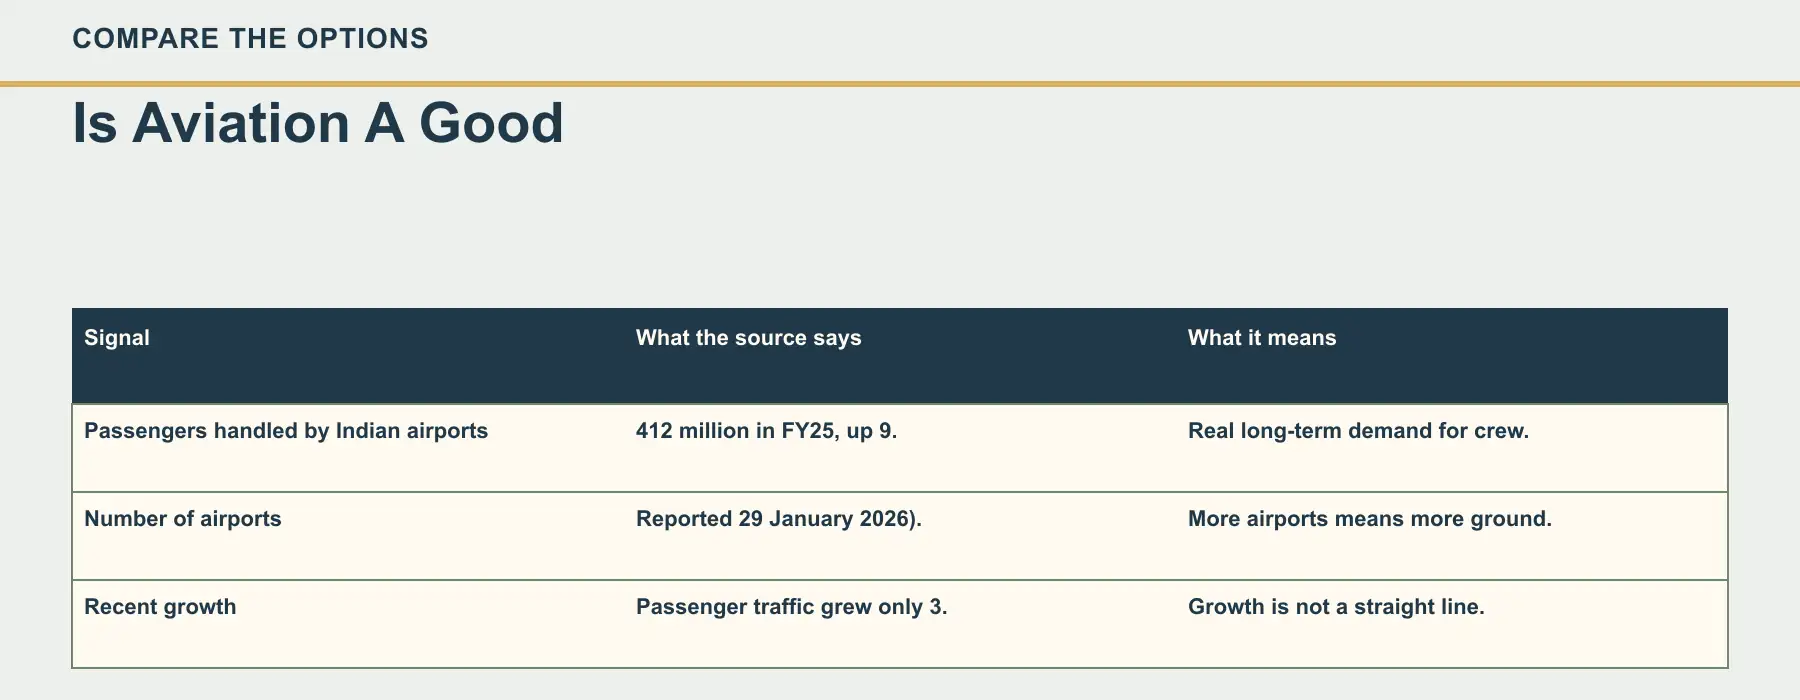 COMPARE THE OPTIONS
Is Aviation A Good
Signal What the source says What it means
Passengers handled by Indian airports 412 million in FY25, up 9. Real long-term demand for crew.
Number of airports Reported 29 January 2026). More airports means more ground.
Recent growth Passenger traffic grew only 3. Growth is not a straight line.